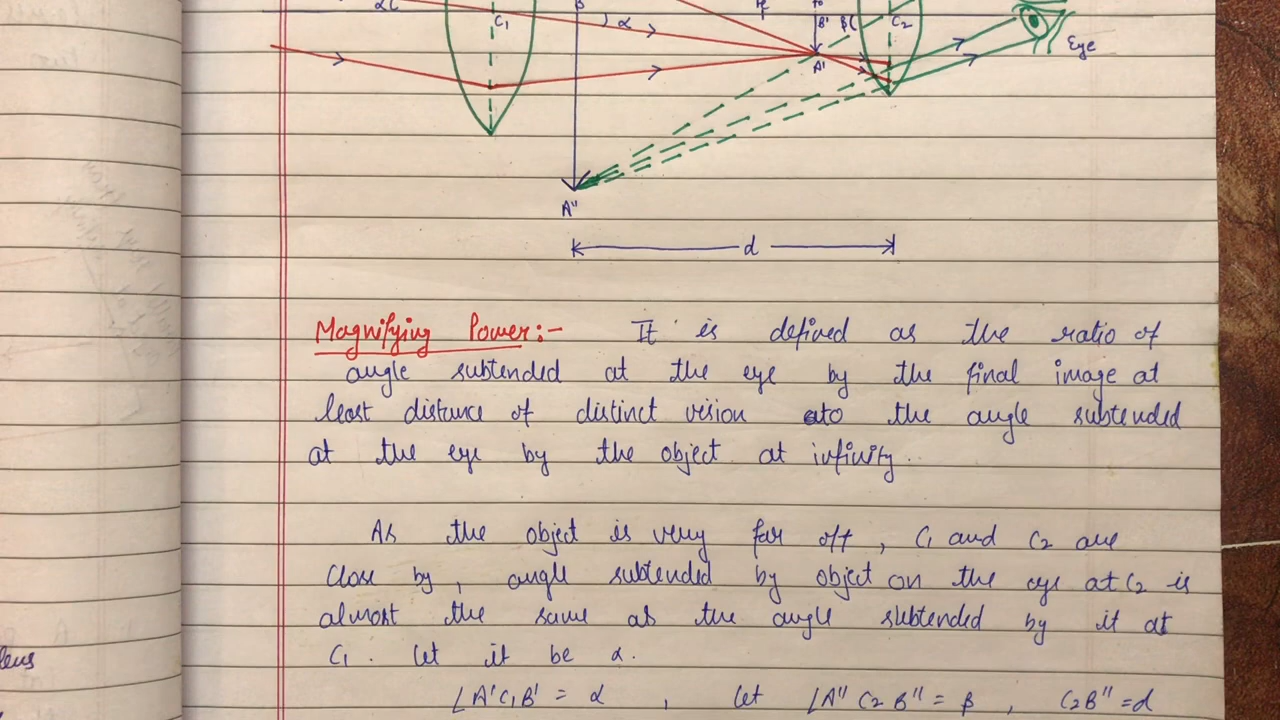 α( C₁ B" α fe fo B' β( C₂
A' Eye
A"
d
Magnifying Power:- It is defined as the ratio of
angle subtended at the eye by the final image at
least distance of distinct vision to the angle subtended
at the eye by the object at infinity.
As the object is very far off, C₁ and C₂ are
close by, angle subtended by object on the eye at C₂ is
almost the same as the angle subtended by it at
C₁. Let it be α.
∠A'C₁B' = α , let ∠A"C₂B" = β , C₂B" = d
lens